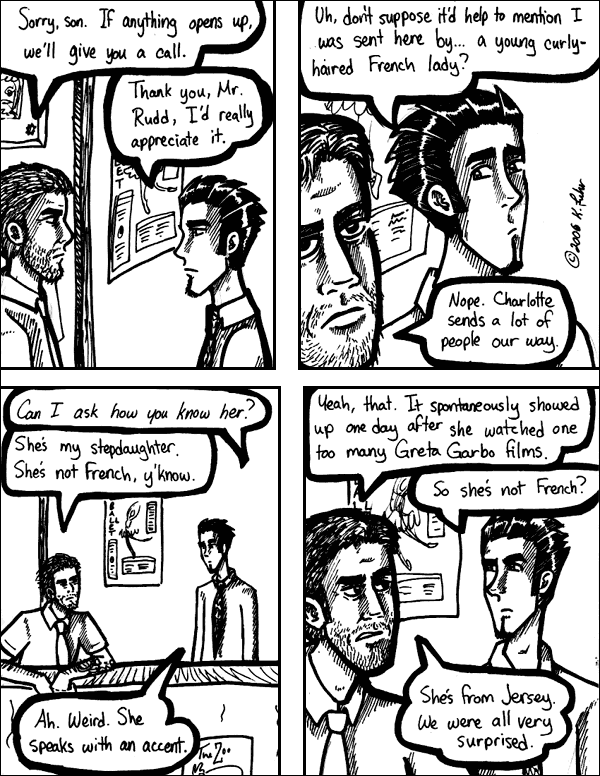 Sorry, son. If anything opens up,
we'll give you a call.
Thank you, Mr.
Rudd, I'd really
appreciate it.
Uh, don't suppose it'd help to mention I
was sent here by... a young curly-
haired French lady?
Nope. Charlotte
sends a lot of
people our way.
Can I ask how you know her?
She's my stepdaughter.
She's not French, y'know.
BALLET
Ah. Weird. She
speaks with an accent.
Yeah, that. It spontaneously showed
up one day after she watched one
too many Greta Garbo films.
So she's not French?
She's from Jersey.
We were all very
surprised.